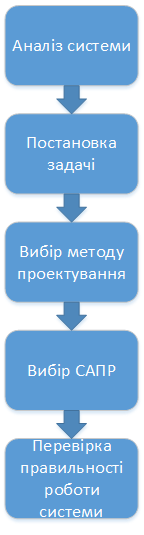 Аналіз системи
Постановка
задачі
Вибір методу
проектування
Вибір САПР
Перевірка
правильності
роботи
системи